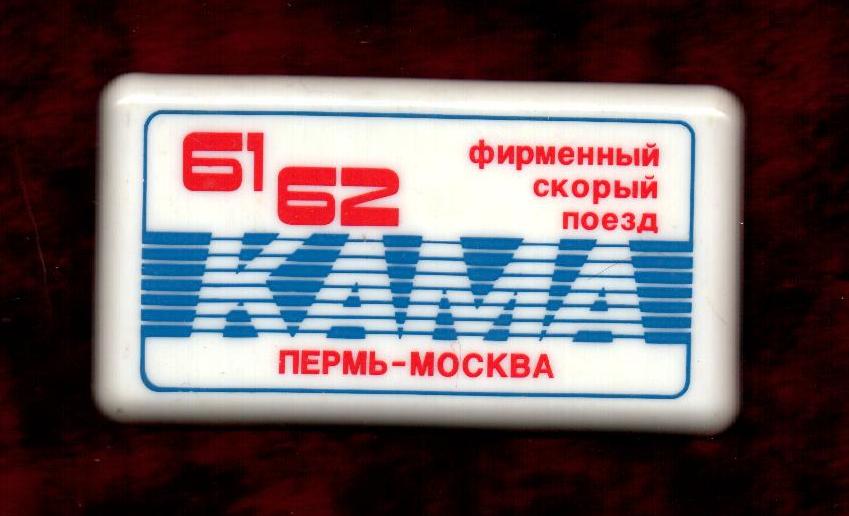 61
62
фирменный
скорый
поезд
КАМА
ПЕРМЬ-МОСКВА